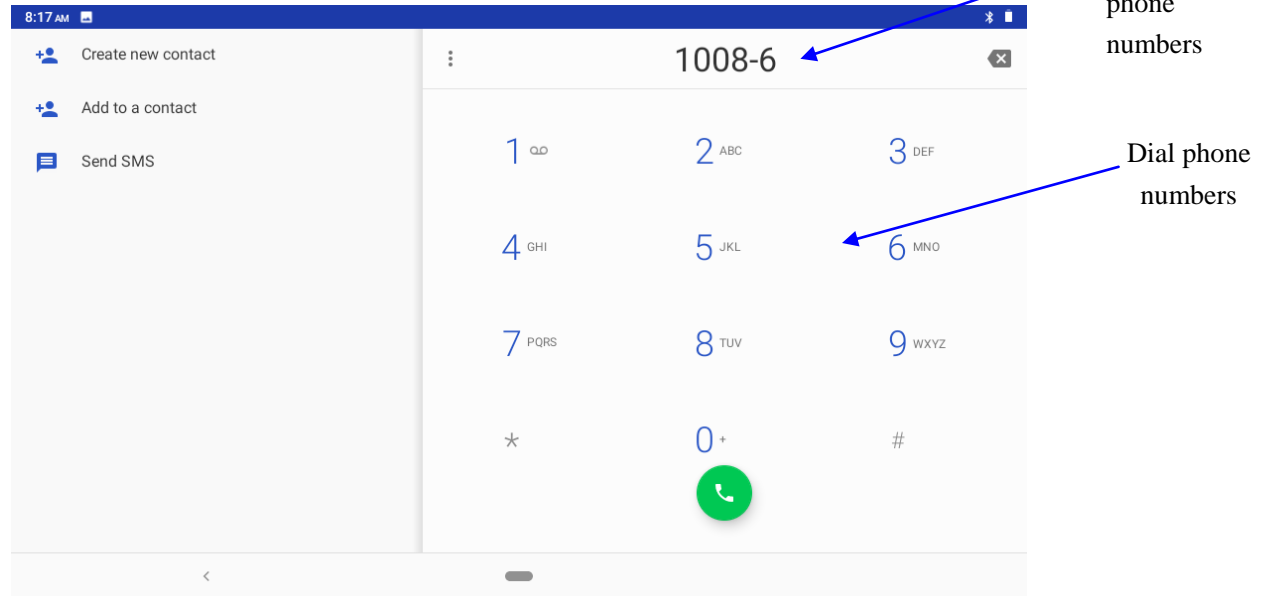 8:17 AM
Create new contact
Add to a contact
Send SMS
1008-6
1
2 ABC
3 DEF
4 GHI
5 JKL
6 MNO
7 PQRS
8 TUV
9 WXYZ
*
0 +
#
phone
numbers
Dial phone
numbers